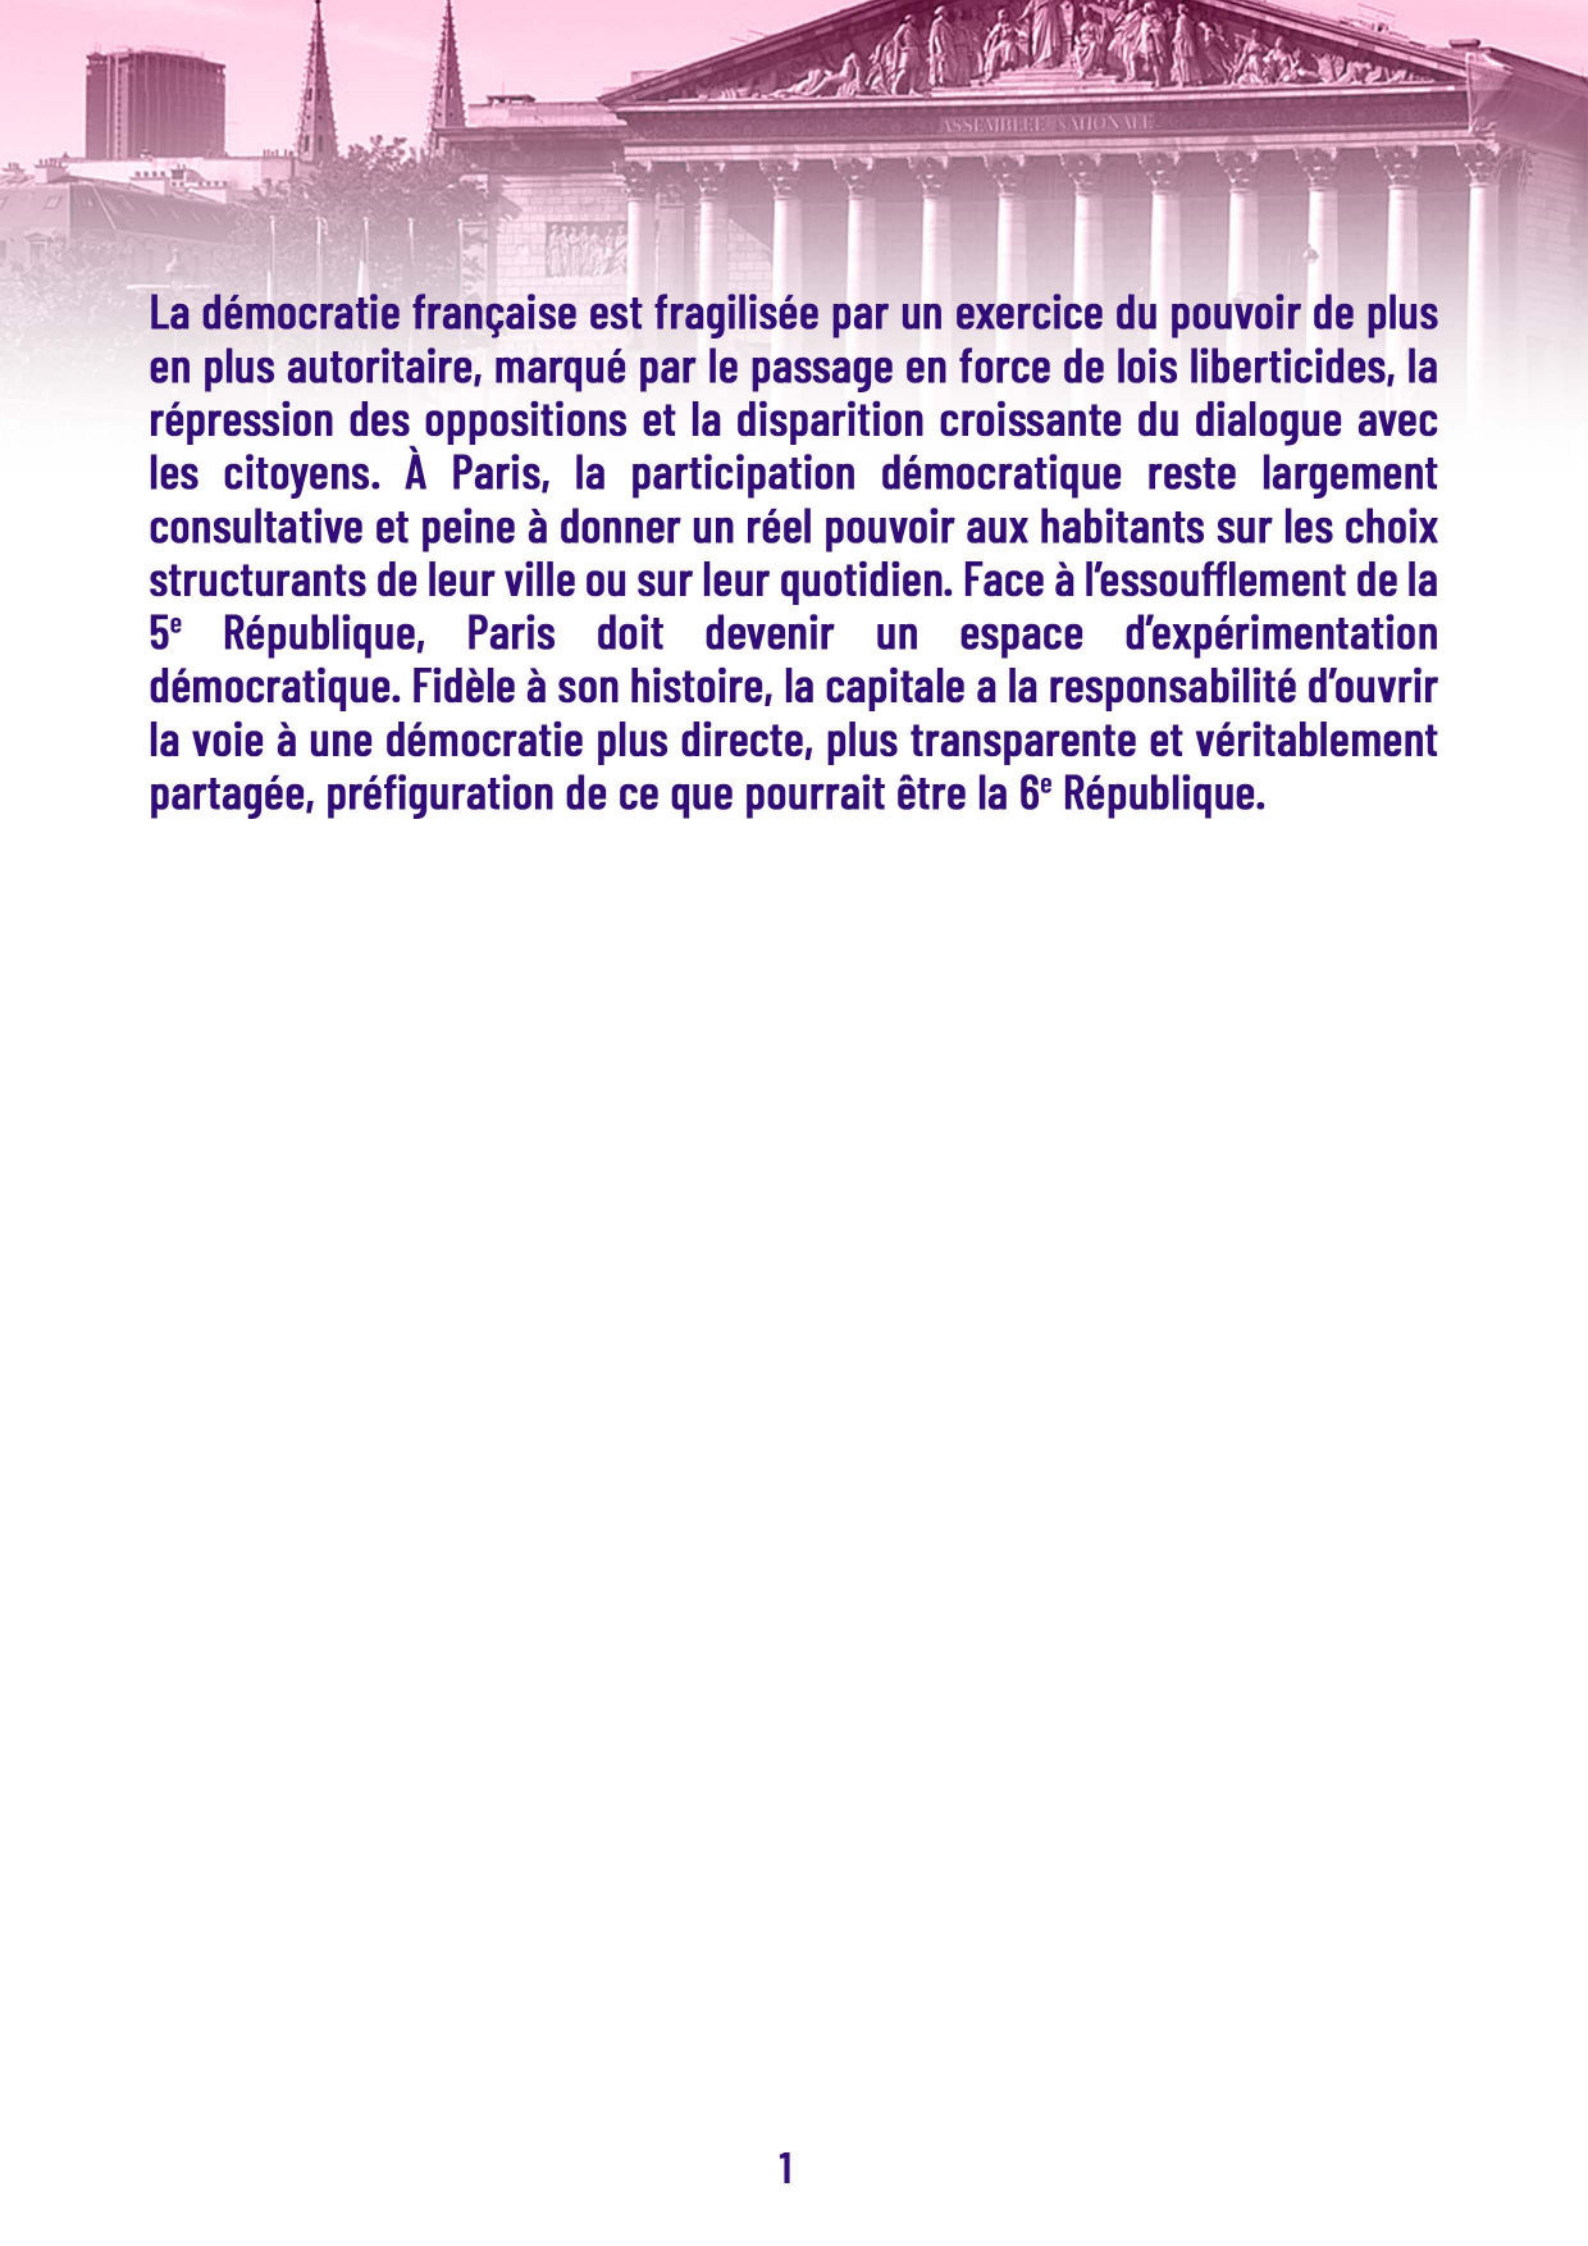 ASSEMBLEE NATIONALE
La démocratie française est fragilisée par un exercice du pouvoir de plus
en plus autoritaire, marqué par le passage en force de lois liberticides, la
répression des oppositions et la disparition croissante du dialogue avec
les citoyens. À Paris, la participation démocratique reste largement
consultative et peine à donner un réel pouvoir aux habitants sur les choix
structurants de leur ville ou sur leur quotidien. Face à l’essoufflement de la
5ᵉ République, Paris doit devenir un espace d’expérimentation
démocratique. Fidèle à son histoire, la capitale a la responsabilité d’ouvrir
la voie à une démocratie plus directe, plus transparente et véritablement
partagée, préfiguration de ce que pourrait être la 6ᵉ République.
1